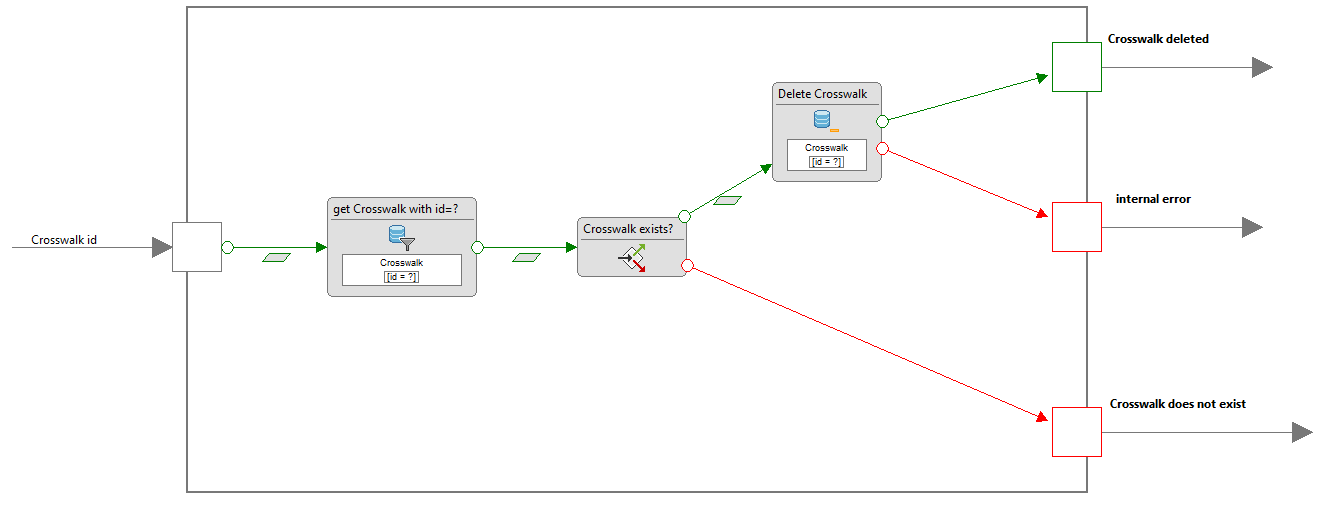 Crosswalk id
get Crosswalk with id=?
Crosswalk
[id = ?]
Crosswalk exists?
Delete Crosswalk
Crosswalk
[id = ?]
Crosswalk deleted
internal error
Crosswalk does not exist